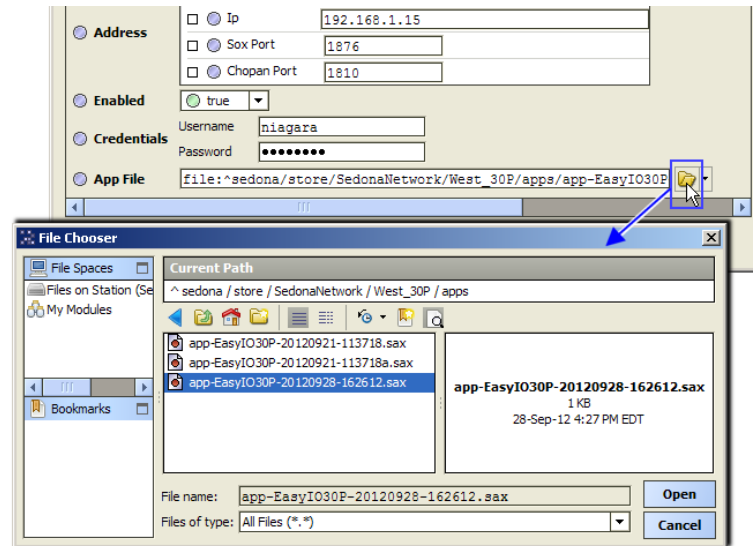 Address
Ip 192.168.1.15
Sox Port 1876
Chopan Port 1810
Enabled true
Credentials
Username niagara
Password ••••••••
App File file:^sedona/store/SedonaNetwork/West_30P/apps/app-EasyIO30P
File Chooser
File Spaces
Files on Station (Se
My Modules
Bookmarks
Current Path
^ sedona / store / SedonaNetwork / West_30P / apps
app-EasyIO30P-20120921-113718.sax
app-EasyIO30P-20120921-113718a.sax
app-EasyIO30P-20120928-162612.sax
app-EasyIO30P-20120928-162612.sax
1 KB
28-Sep-12 4:27 PM EDT
File name: app-EasyIO30P-20120928-162612.sax
Open
Files of type: All Files (*.*)
Cancel